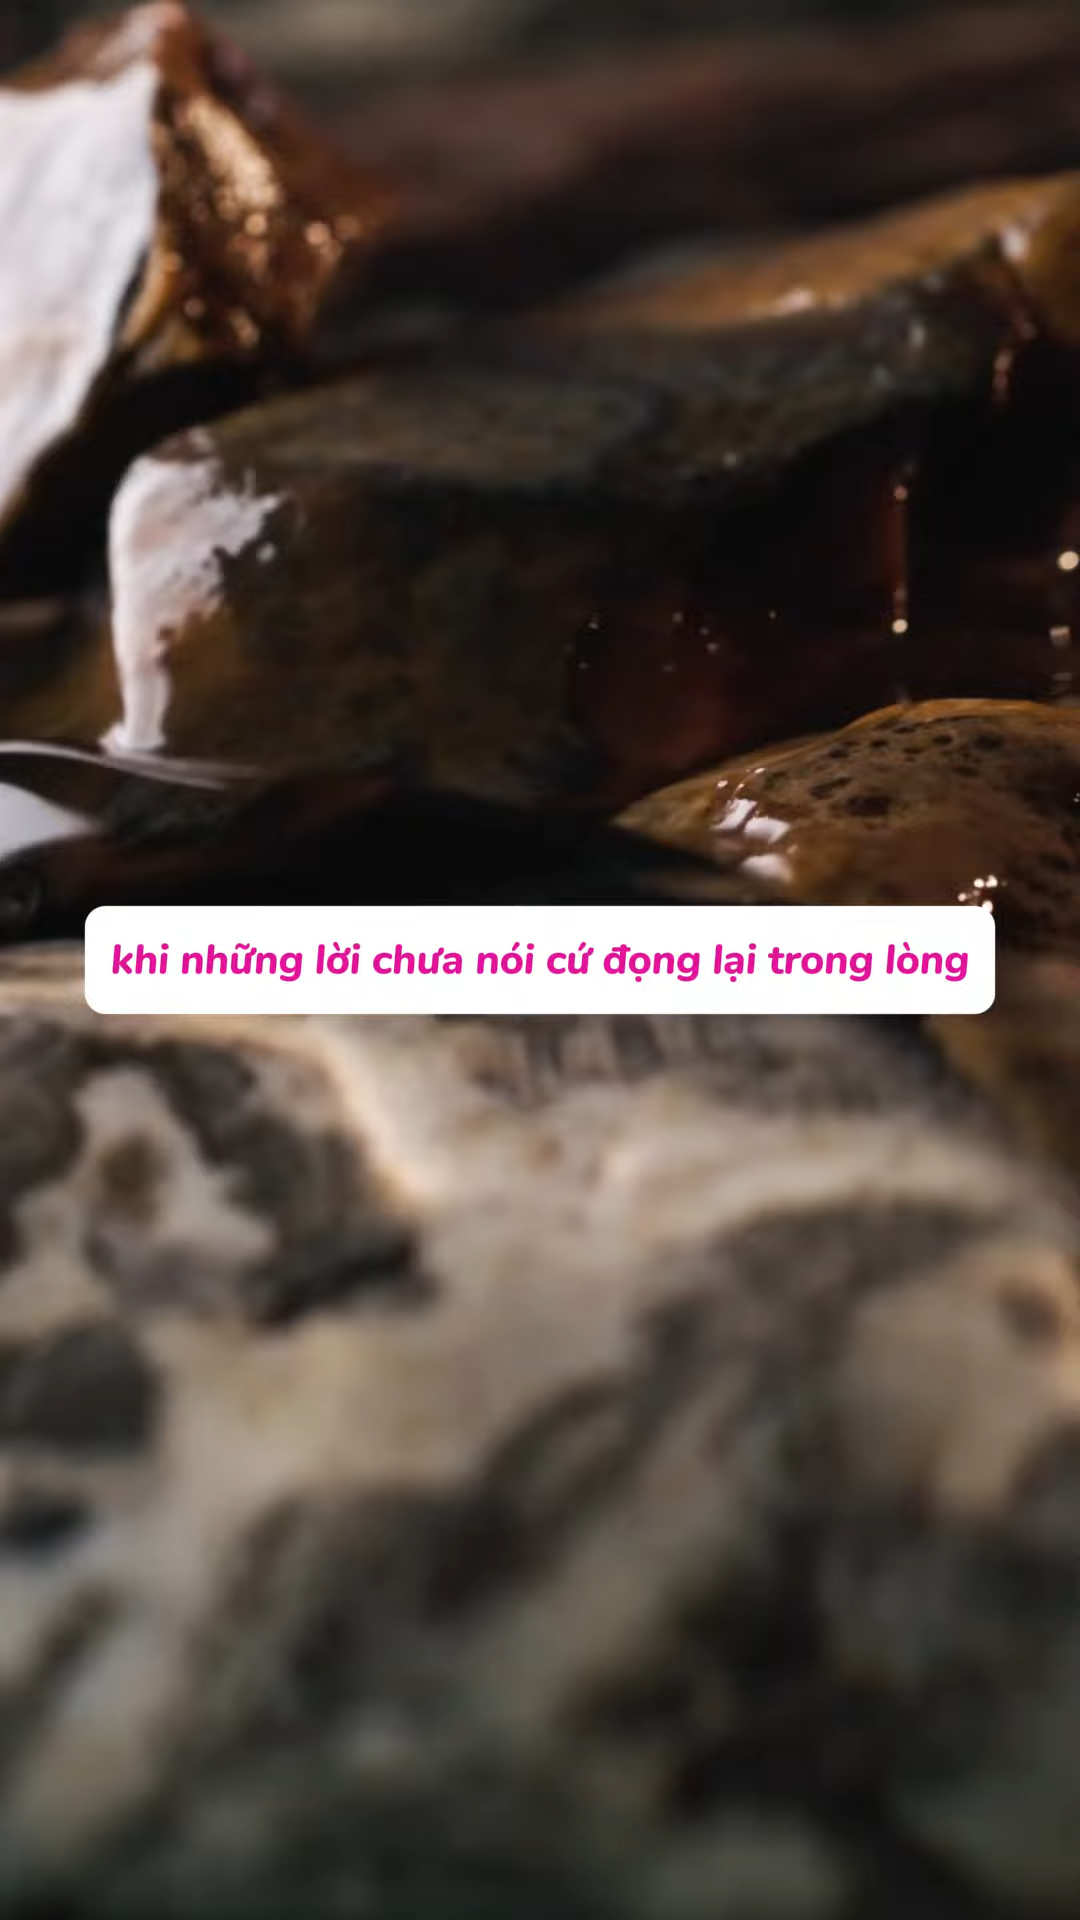 khi những lời chưa nói cứ đọng lại trong lòng